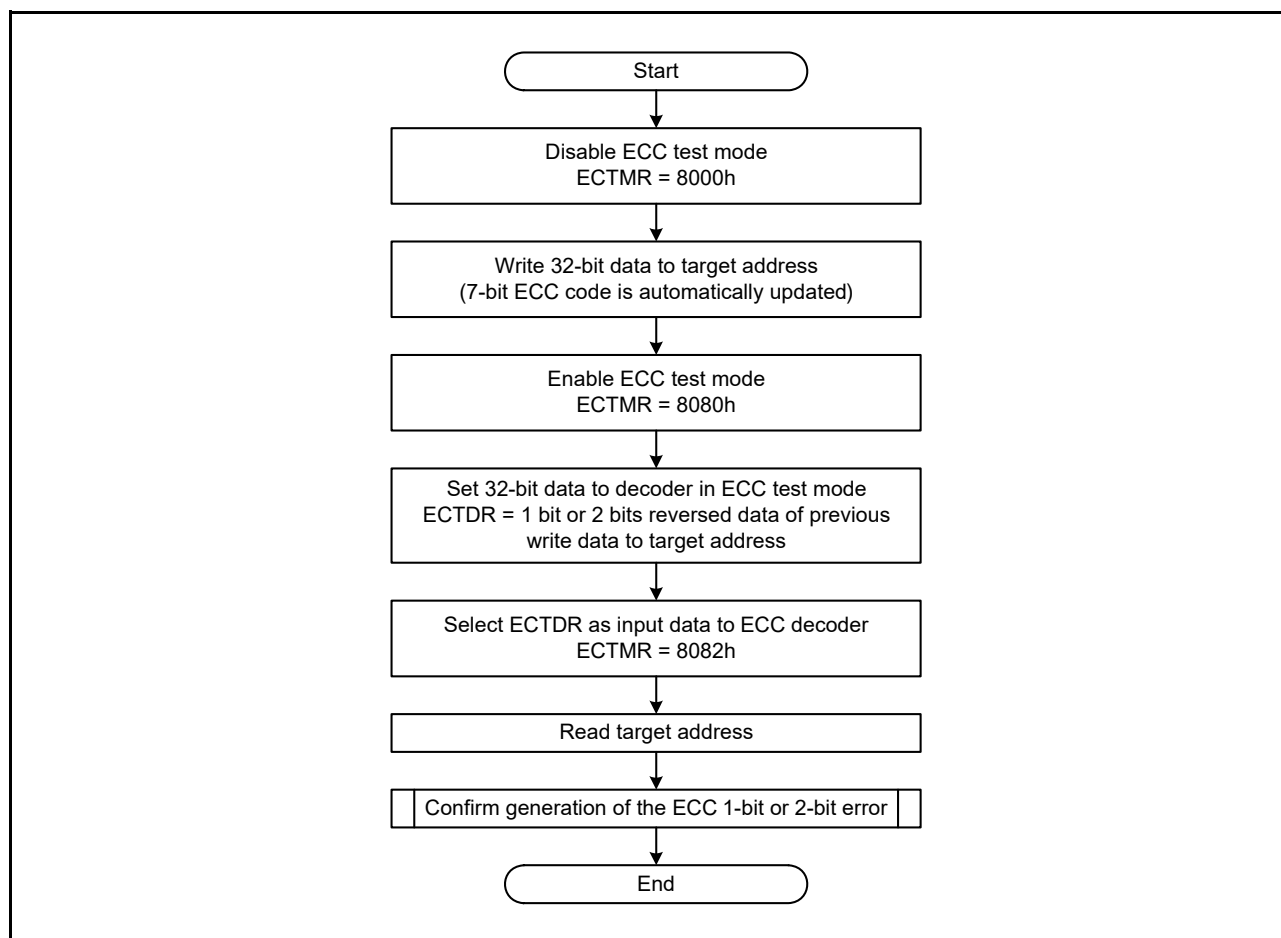 Start
Disable ECC test mode
ECTMR = 8000h
Write 32-bit data to target address
(7-bit ECC code is automatically updated)
Enable ECC test mode
ECTMR = 8080h
Set 32-bit data to decoder in ECC test mode
ECTDR = 1 bit or 2 bits reversed data of previous
write data to target address
Select ECTDR as input data to ECC decoder
ECTMR = 8082h
Read target address
Confirm generation of the ECC 1-bit or 2-bit error
End